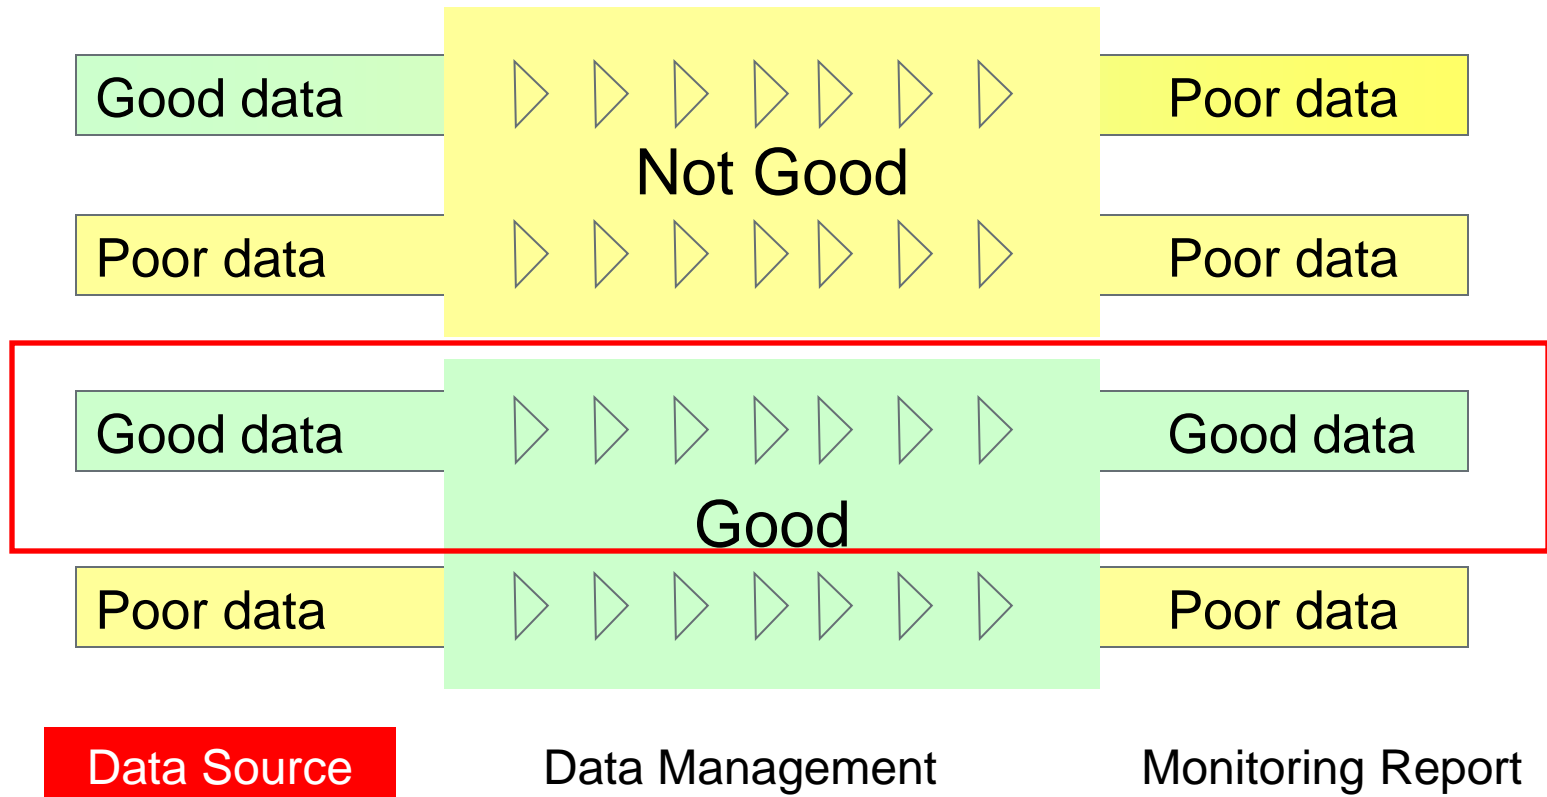 Good data
Poor data
Not Good
Poor data
Poor data
Good data
Good data
Good
Poor data
Poor data
Data Source
Data Management
Monitoring Report